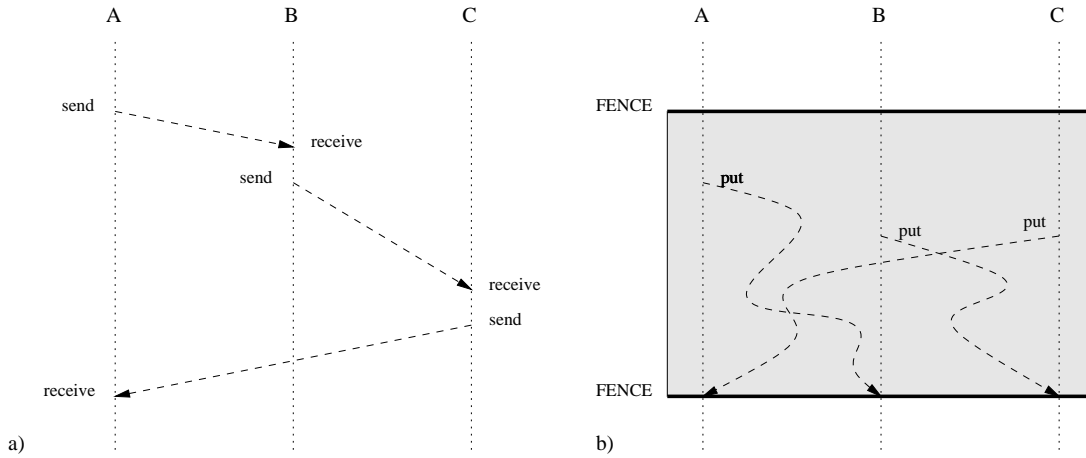 A B C
send
receive
send
receive
send
receive
a)
A B C
FENCE
put
put
put
FENCE
b)